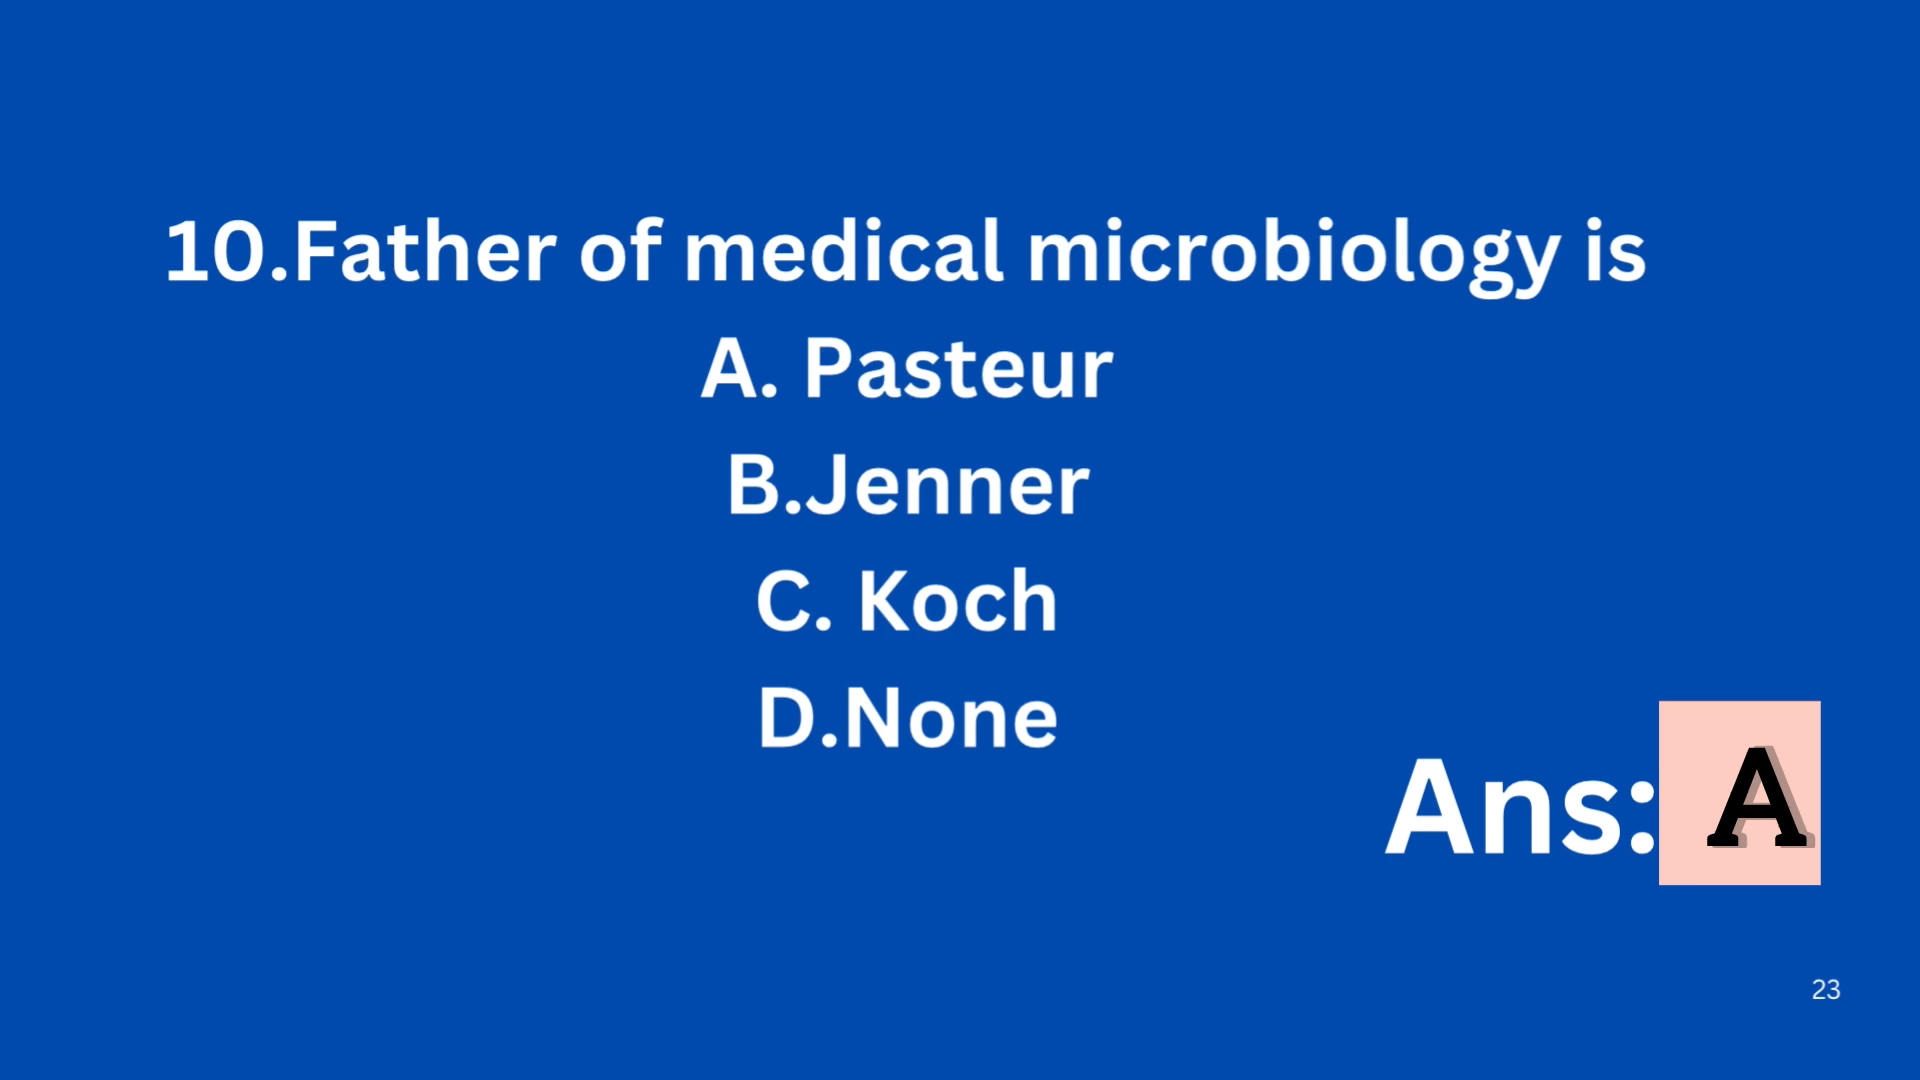 10.Father of medical microbiology is
A. Pasteur
B.Jenner
C. Koch
D.None
Ans: A
23